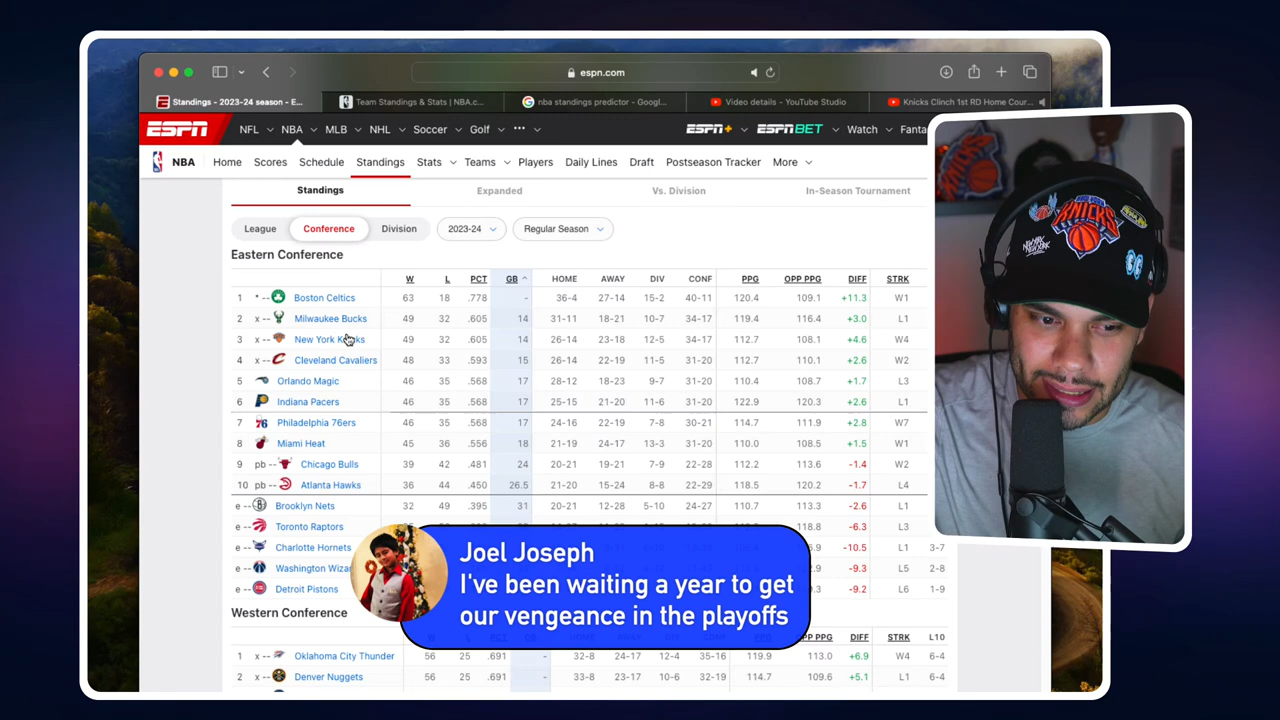 espn.com
Standings - 2023-24 season - E...
Team Standings & Stats | NBA.c...
nba standings predictor - Googl...
Video details - YouTube Studio
Knicks Clinch 1st RD Home Cour...
ESPN NFL NBA MLB NHL Soccer Golf ••• ESPN+ ESPN BET Watch Fanta
NBA Home Scores Schedule Standings Stats Teams Players Daily Lines Draft Postseason Tracker More
Standings Expanded Vs. Division In-Season Tournament
League Conference Division 2023-24 Regular Season
Eastern Conference
W L PCT GB HOME AWAY DIV CONF PPG OPP PPG DIFF STRK
1 * -- Boston Celtics 63 18 .778 - 36-4 27-14 15-2 40-11 120.4 109.1 +11.3 W1
2 x -- Milwaukee Bucks 49 32 .605 14 31-11 18-21 10-7 34-17 119.4 116.4 +3.0 L1
3 x -- New York Knicks 49 32 .605 14 26-14 23-18 12-5 34-17 112.7 108.1 +4.6 W4
4 x -- Cleveland Cavaliers 48 33 .593 15 26-14 22-19 11-5 31-20 112.7 110.1 +2.6 W2
5 Orlando Magic 46 35 .568 17 28-12 18-23 9-7 31-20 110.4 108.7 +1.7 L3
6 Indiana Pacers 46 35 .568 17 25-15 21-20 11-6 31-20 122.9 120.3 +2.6 L1
7 76 Philadelphia 76ers 46 35 .568 17 24-16 22-19 7-8 30-21 114.7 111.9 +2.8 W7
8 Miami Heat 45 36 .556 18 21-19 24-17 13-3 31-20 110.0 108.5 +1.5 W1
9 pb -- Chicago Bulls 39 42 .481 24 20-21 19-21 7-9 22-28 112.2 113.6 -1.4 W2
10 pb -- Atlanta Hawks 36 44 .450 26.5 21-20 15-24 8-8 22-29 118.5 120.2 -1.7 L4
e -- Brooklyn Nets 32 49 .395 31 20-21 12-28 5-10 24-27 110.7 113.3 -2.6 L1
e -- Toronto Raptors 118.8 -6.3 L3
e -- Charlotte Hornets -10.5 L1 3-7
e -- Washington Wiza -9.3 L5 2-8
e -- Detroit Pistons -9.2 L6 1-9
Joel Joseph
I've been waiting a year to get
our vengeance in the playoffs
Western Conference
W L PCT GB HOME AWAY DIV CONF PPG OPP PPG DIFF STRK L10
1 x -- Oklahoma City Thunder 56 25 .691 - 32-8 24-17 12-4 35-16 119.9 113.0 +6.9 W4 6-4
2 x -- Denver Nuggets 56 25 .691 - 33-8 23-17 10-6 32-19 114.7 109.6 +5.1 L1 6-4
KNICKS
NEW YORK